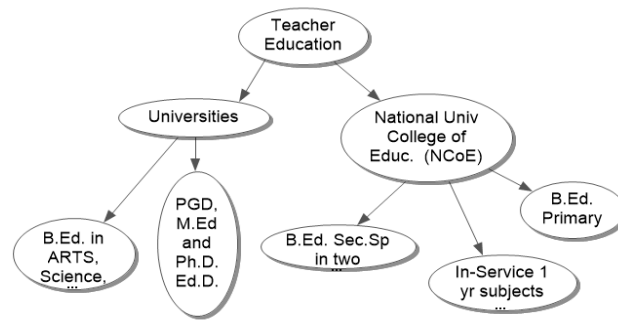 Teacher
Education
Universities
National Univ
College of
Educ. (NCoE)
B.Ed. in
ARTS,
Science,
...
PGD,
M.Ed
and
Ph.D.
Ed.D.
B.Ed. Sec.Sp
in two
...
In-Service 1
yr subjects
...
B.Ed.
Primary